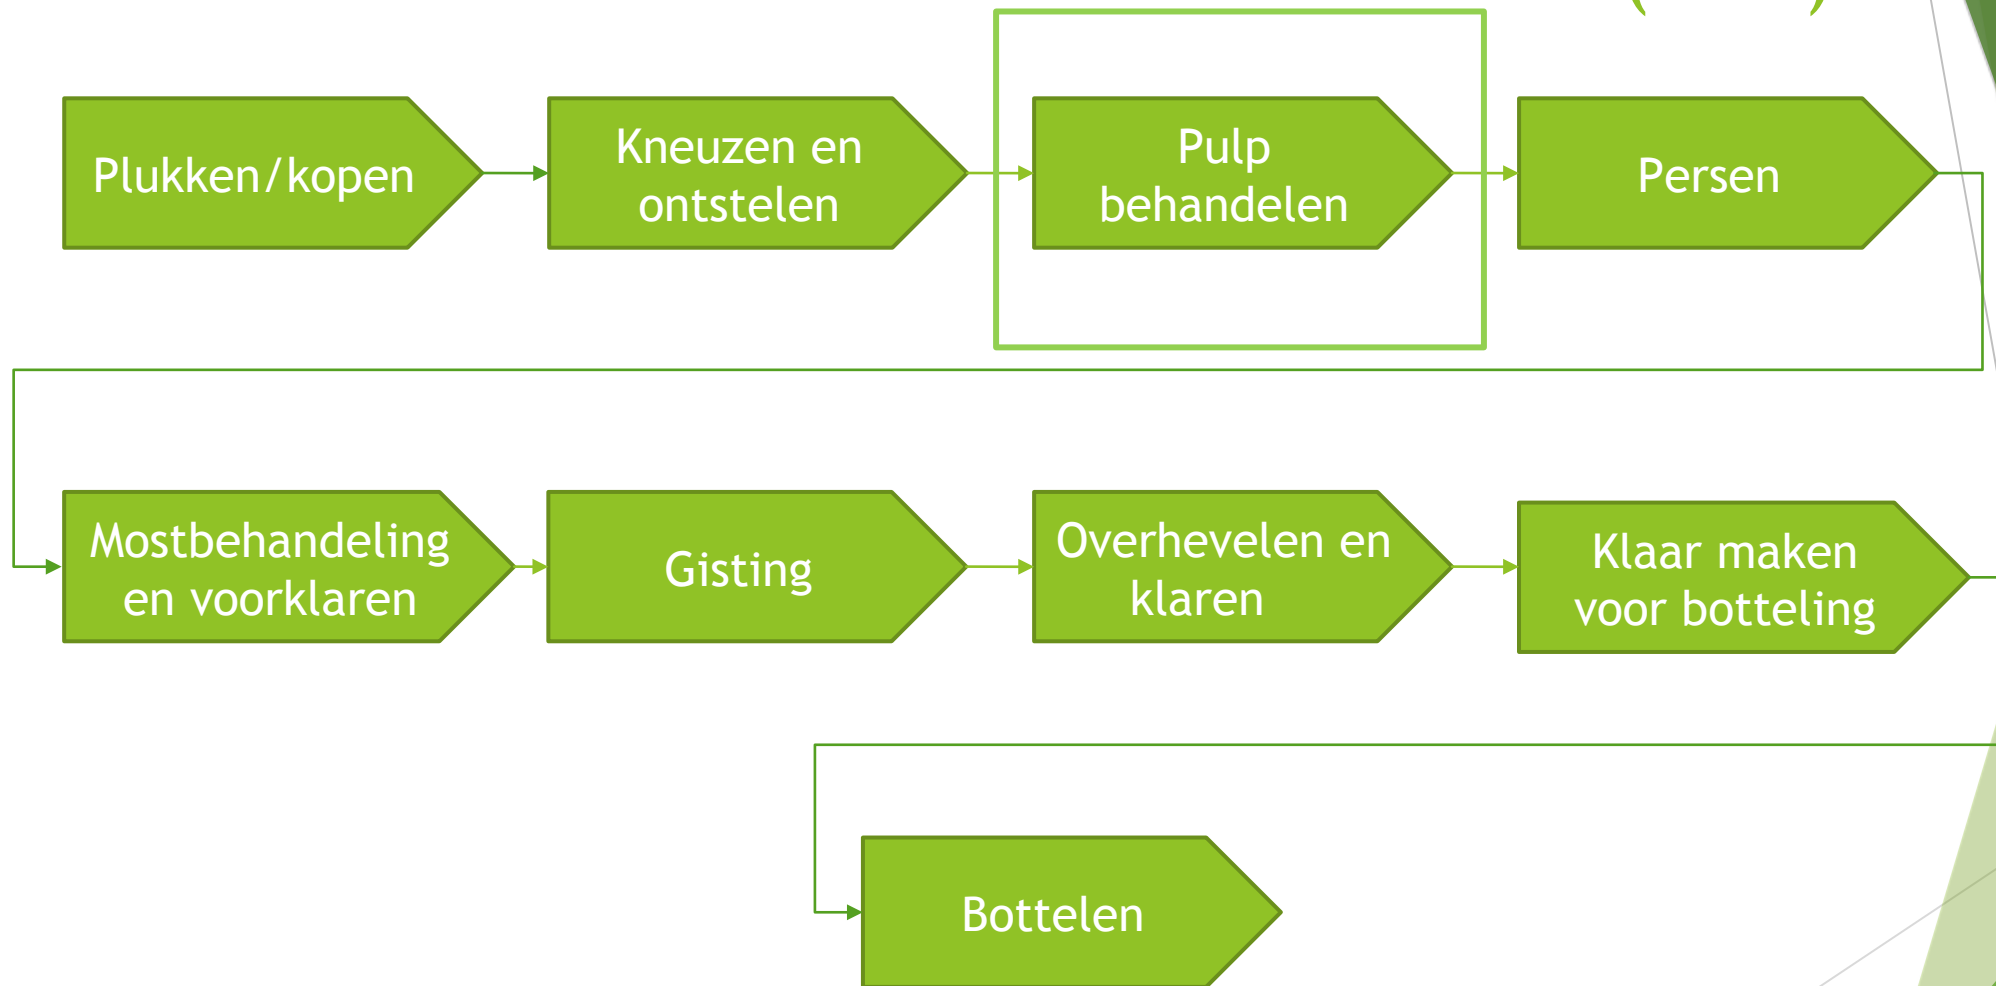 Plukken/kopen
Kneuzen en
ontstelen
Pulp
behandelen
Persen
Mostbehandeling
en voorklaren
Gisting
Overhevelen en
klaren
Klaar maken
voor botteling
Bottelen